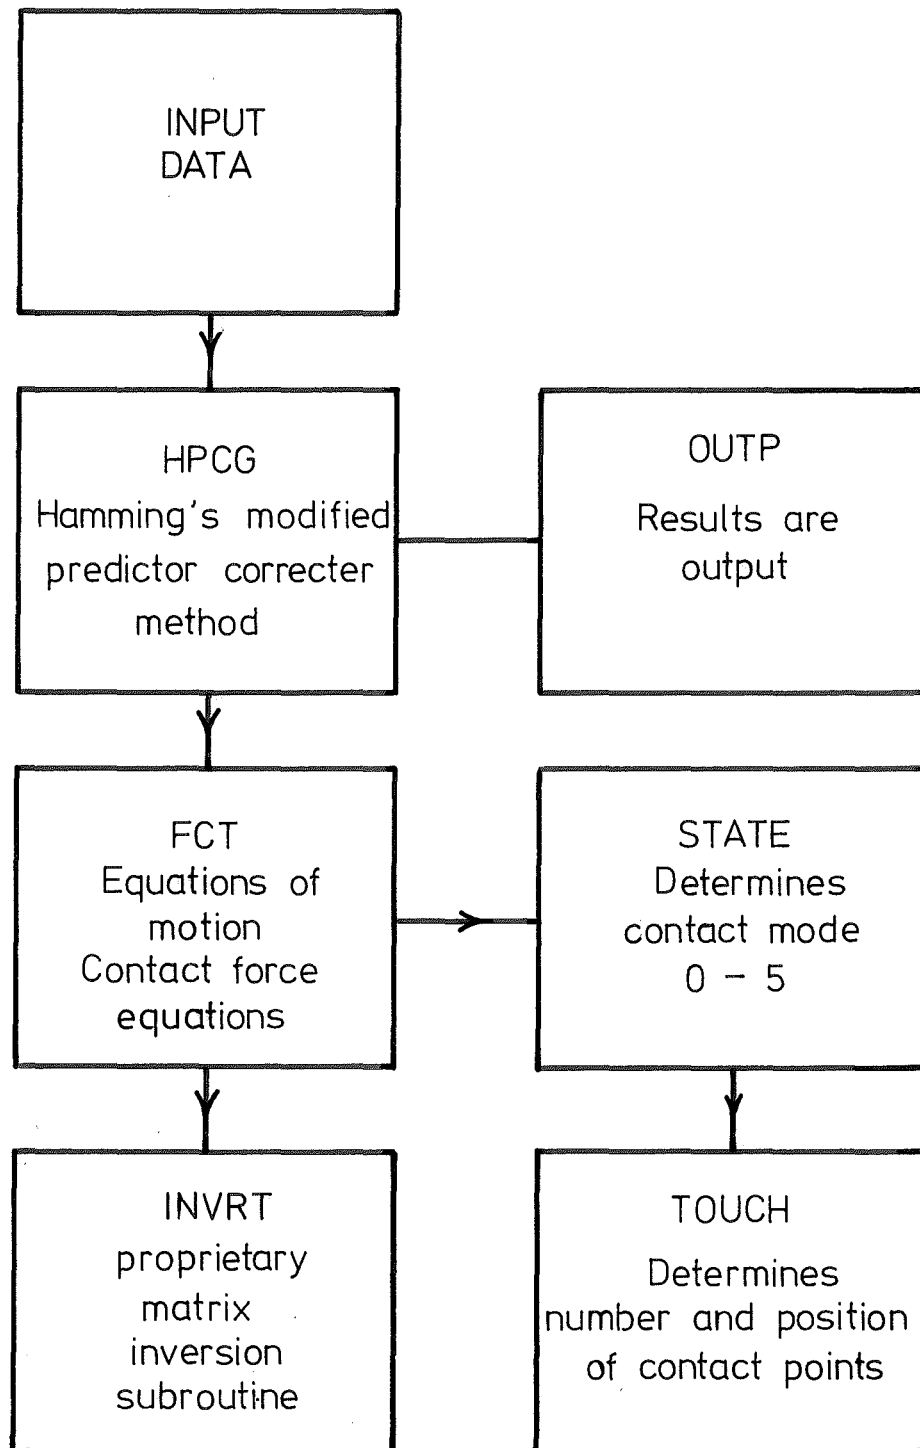 INPUT
DATA
HPCG
Hamming's modified
predictor correcter
method
OUTP
Results are
output
FCT
Equations of
motion
Contact force
equations
STATE
Determines
contact mode
0 - 5
INVRT
proprietary
matrix
inversion
subroutine
TOUCH
Determines
number and position
of contact points